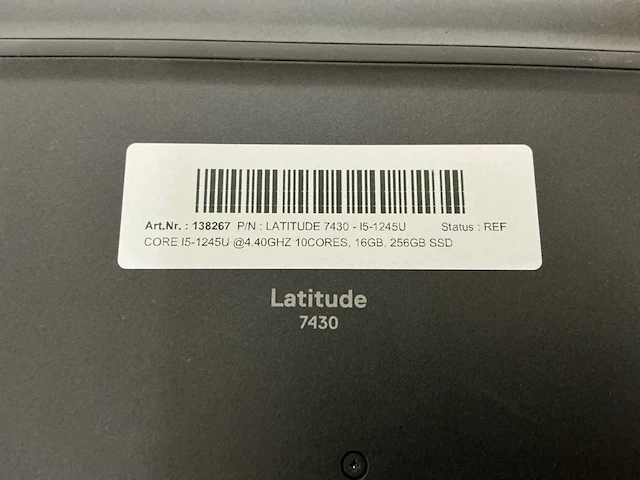 Art.Nr. : 138267 P/N : LATITUDE 7430 - I5-1245U Status : REF
CORE I5-1245U @4.40GHZ 10CORES, 16GB, 256GB SSD
Latitude
7430